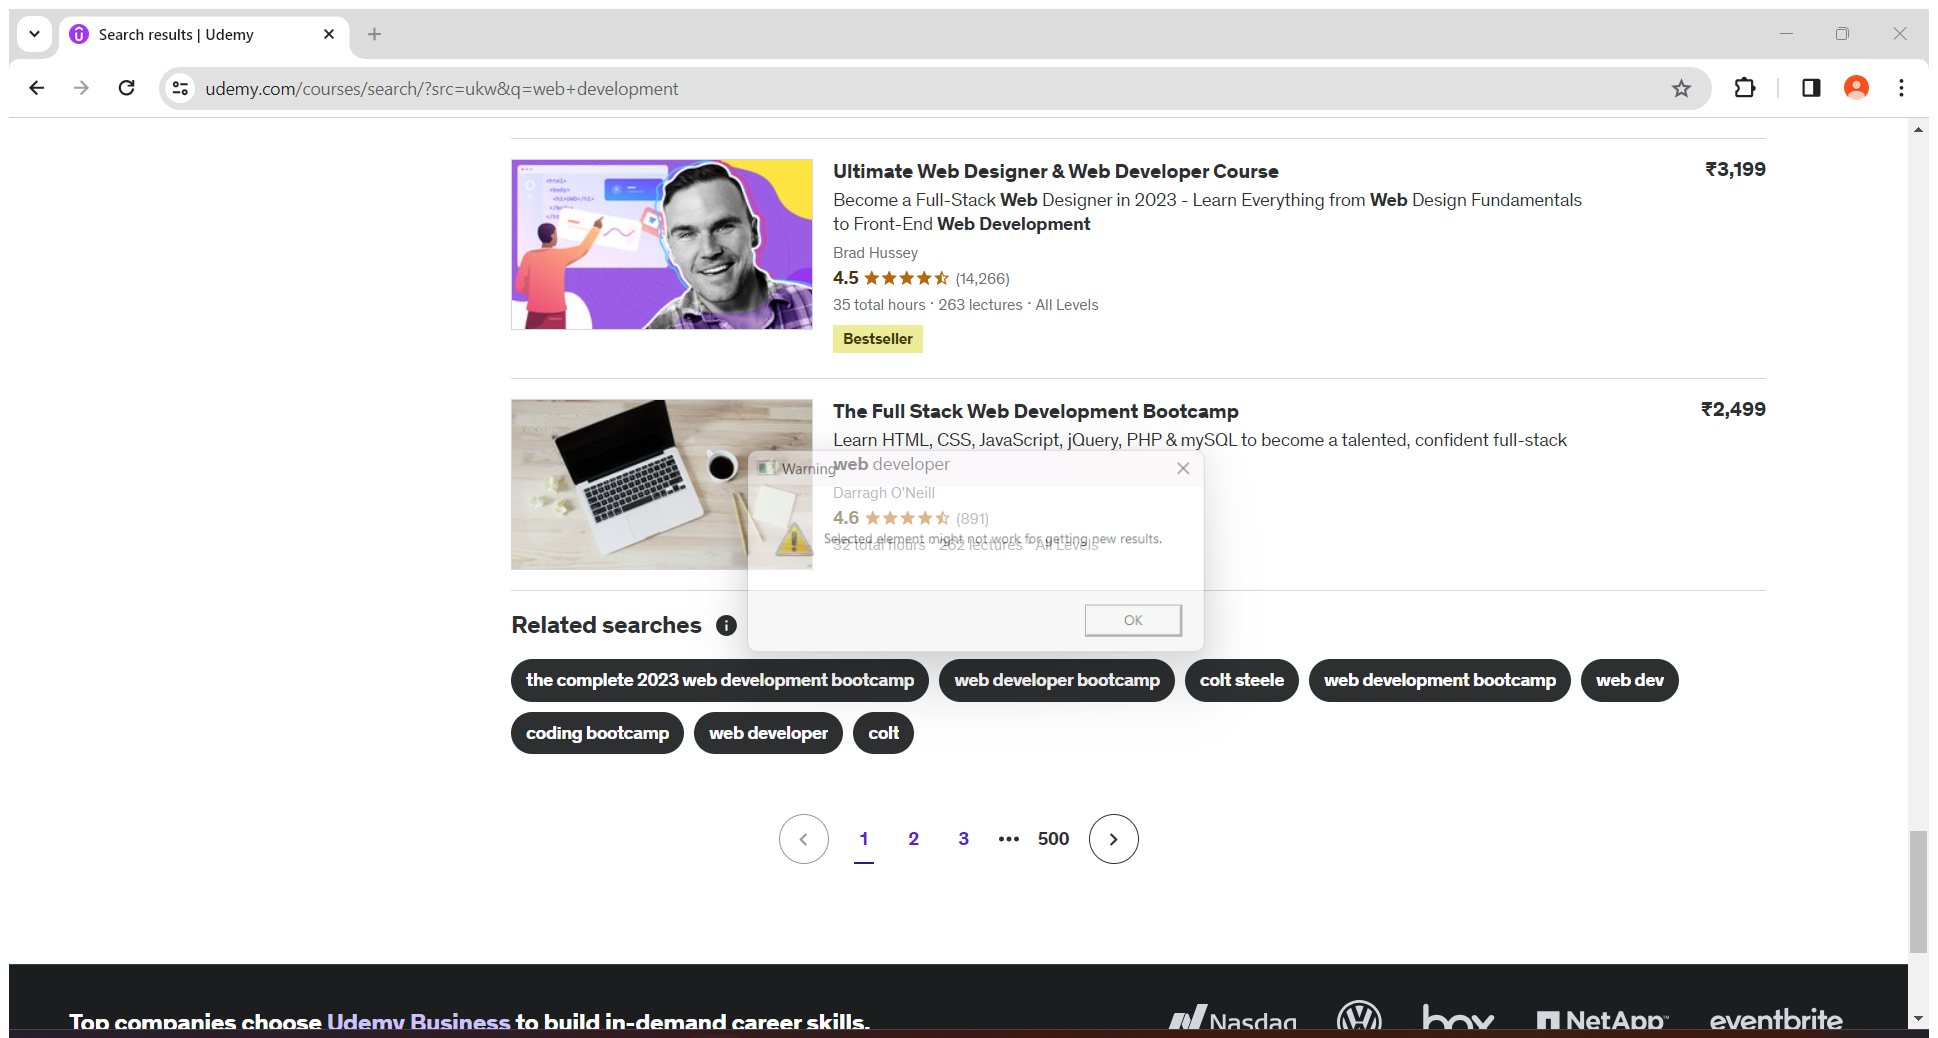 Search results | Udemy
udemy.com/courses/search/?src=ukw&q=web+development
Ultimate Web Designer & Web Developer Course
₹3,199
Become a Full-Stack Web Designer in 2023 - Learn Everything from Web Design Fundamentals
to Front-End Web Development
Brad Hussey
4.5 (14,266)
35 total hours · 263 lectures · All Levels
Bestseller
The Full Stack Web Development Bootcamp
₹2,499
Learn HTML, CSS, JavaScript, jQuery, PHP & mySQL to become a talented, confident full-stack
web developer
Warning
Darragh O'Neill
4.6 (891)
Selected element might not work for getting new results.
32 total hours · 262 lectures · All Levels
OK
Related searches
the complete 2023 web development bootcamp
web developer bootcamp
colt steele
web development bootcamp
web dev
coding bootcamp
web developer
colt
1 2 3 ••• 500
Top companies choose Udemy Business to build in-demand career skills.
Nasdaq
box
NetApp
eventbrite